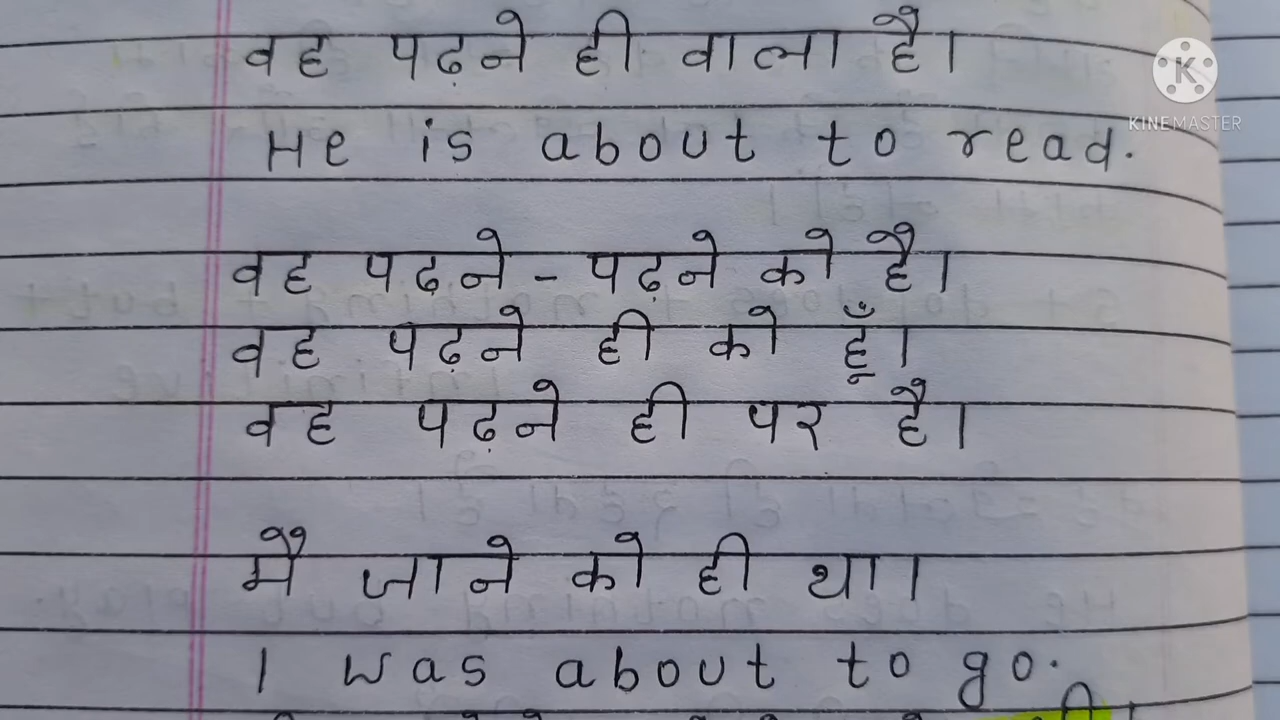 वह पढ़ने ही वाला है।
KINEMASTER
He is about to read.
वह पढ़ने - पढ़ने को है।
वह पढ़ने ही को हूँ।
वह पढ़ने ही पर है।
मैं जाने को ही था।
I was about to go.